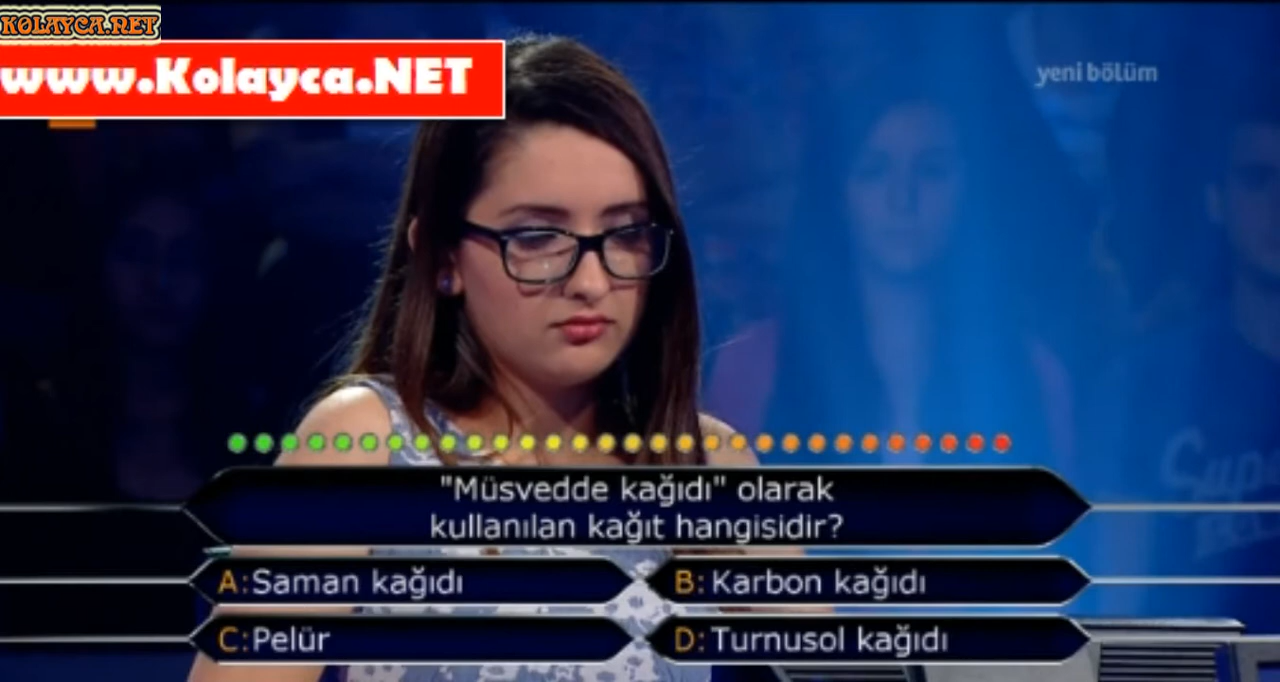 KOLAYCA.NET
www.Kolayca.NET
yeni bölüm
"Müsvedde kağıdı" olarak
kullanılan kağıt hangisidir?
A: Saman kağıdı
B: Karbon kağıdı
C: Pelür
D: Turnusol kağıdı